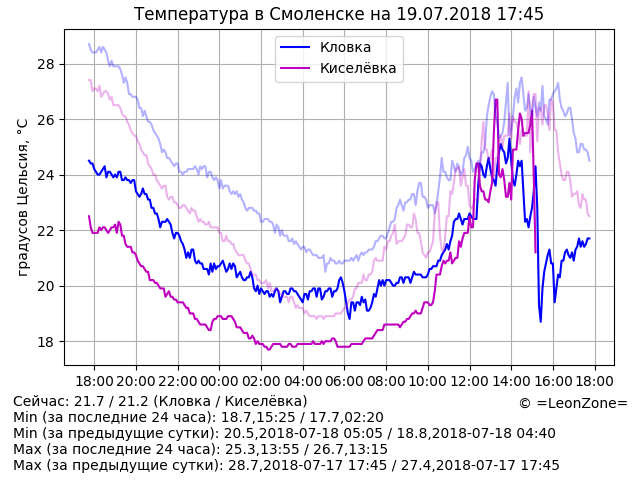 Температура в Смоленске на 19.07.2018 17:45
Кловка
Киселёвка
градусов Цельсия, °C
28
26
24
22
20
18
18:00 20:00 22:00 00:00 02:00 04:00 06:00 08:00 10:00 12:00 14:00 16:00 18:00
Сейчас: 21.7 / 21.2 (Кловка / Киселёвка)
© =LeonZone=
Min (за последние 24 часа): 18.7,15:25 / 17.7,02:20
Min (за предыдущие сутки): 20.5,2018-07-18 05:05 / 18.8,2018-07-18 04:40
Max (за последние 24 часа): 25.3,13:55 / 26.7,13:15
Max (за предыдущие сутки): 28.7,2018-07-17 17:45 / 27.4,2018-07-17 17:45